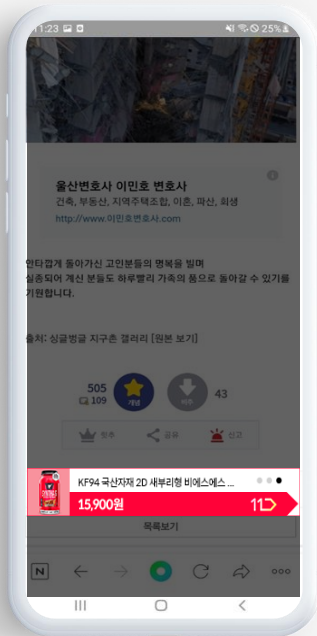 11:23
25%
울산변호사 이민호 변호사
건축, 부동산, 지역주택조합, 이혼, 파산, 회생
http://www.이민호변호사.com
안타깝게 돌아가신 고인분들의 명복을 빌며
실종되어 계신 분들도 하루빨리 가족의 품으로 돌아갈 수 있기를
기원합니다.
출처: 싱글벙글 지구촌 갤러리 [원본 보기]
505
109
개념
비추
43
힛추
공유
신고
KF94 국산자재 2D 새부리형 비에스에스 ...
15,900원
11
목록보기
N